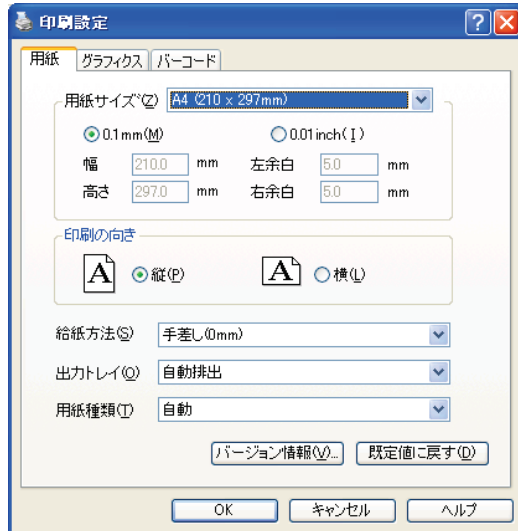 印刷設定
用紙 グラフィクス バーコード
用紙サイズ(Z) A4 (210 x 297mm)
0.1mm(M) 0.01inch(I)
幅 210.0 mm 左余白 5.0 mm
高さ 297.0 mm 右余白 5.0 mm
印刷の向き
A 縦(P) A 横(L)
給紙方法(S) 手差し(0mm)
出力トレイ(O) 自動排出
用紙種類(T) 自動
バージョン情報(V)... 既定値に戻す(D)
OK キャンセル ヘルプ